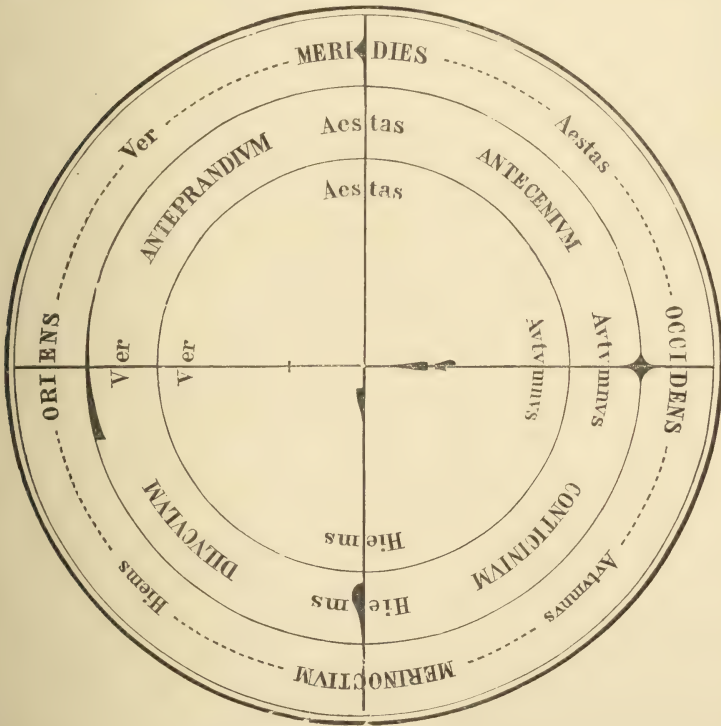 MERIDIES
Aestas
OCCIDENS
Avtvmnvs
MERINOCTIVM
Hiems
ORIENS
Ver
Aestas
ANTECENIVM
Avtvmnvs
CONTICINIVM
Hiems
DILVCVLVM
Ver
ANTEPRANDIVM
Aestas
Avtvmnvs
Hiems
Ver